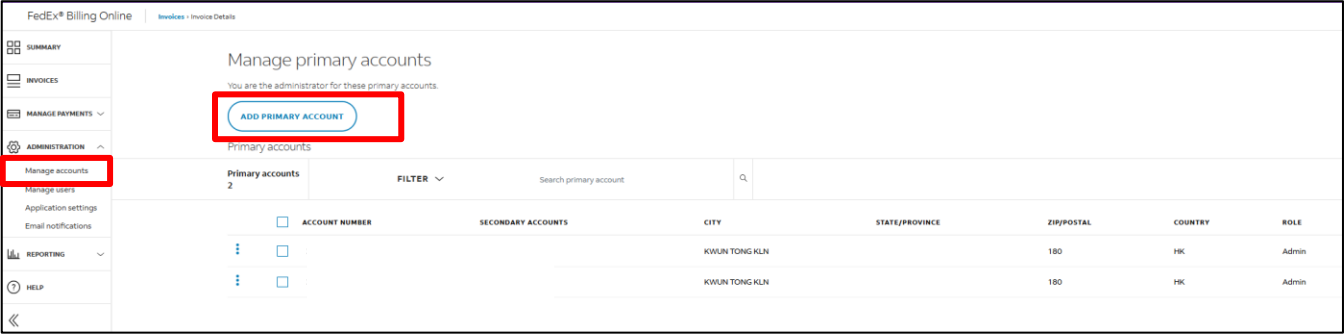 FedEx® Billing Online
Invoices › Invoice Details
SUMMARY
INVOICES
MANAGE PAYMENTS
ADMINISTRATION
Manage accounts
Manage users
Application settings
Email notifications
REPORTING
HELP
Manage primary accounts
You are the administrator for these primary accounts.
ADD PRIMARY ACCOUNT
Primary accounts
Primary accounts
2
FILTER
Search primary account
ACCOUNT NUMBER SECONDARY ACCOUNTS CITY STATE/PROVINCE ZIP/POSTAL COUNTRY ROLE
KWUN TONG KLN 180 HK Admin
KWUN TONG KLN 180 HK Admin